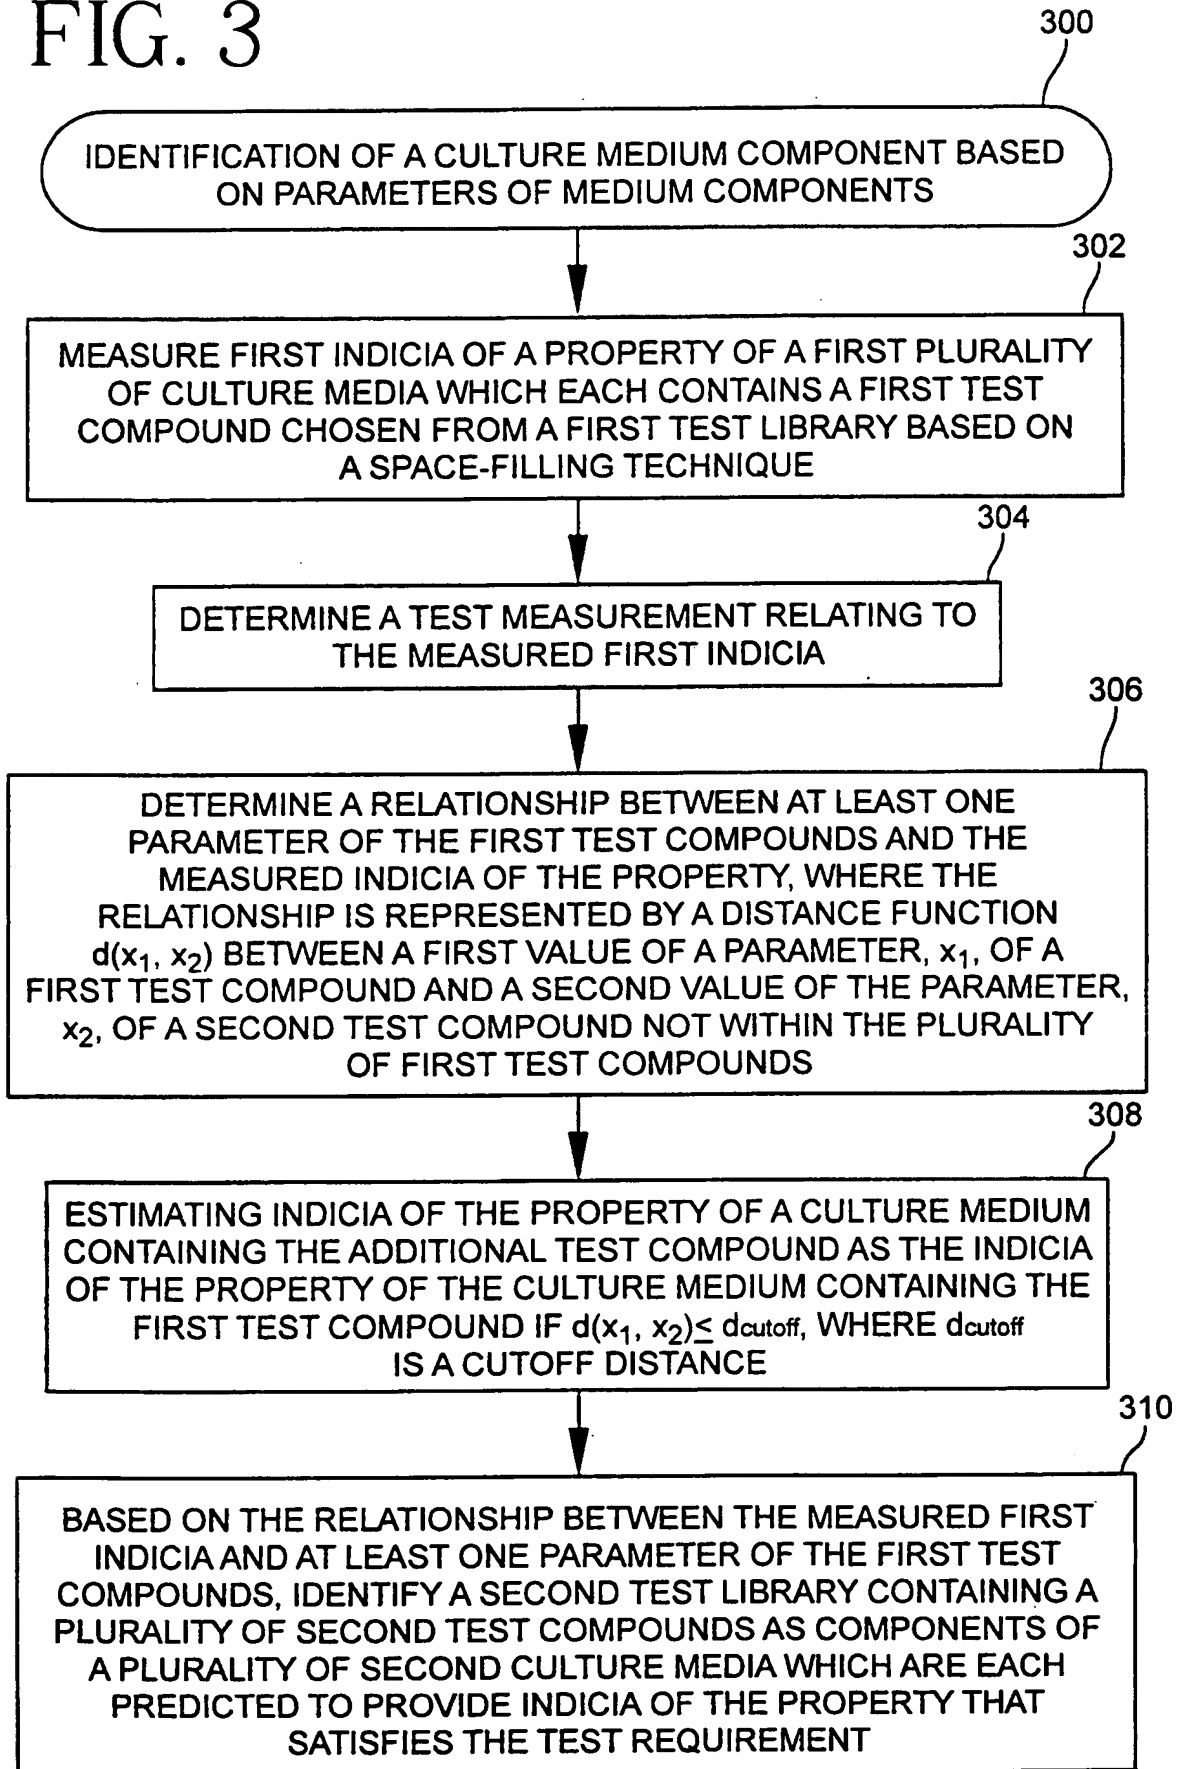 FIG. 3
300
IDENTIFICATION OF A CULTURE MEDIUM COMPONENT BASED
ON PARAMETERS OF MEDIUM COMPONENTS
302
MEASURE FIRST INDICIA OF A PROPERTY OF A FIRST PLURALITY
OF CULTURE MEDIA WHICH EACH CONTAINS A FIRST TEST
COMPOUND CHOSEN FROM A FIRST TEST LIBRARY BASED ON
A SPACE-FILLING TECHNIQUE
304
DETERMINE A TEST MEASUREMENT RELATING TO
THE MEASURED FIRST INDICIA
306
DETERMINE A RELATIONSHIP BETWEEN AT LEAST ONE
PARAMETER OF THE FIRST TEST COMPOUNDS AND THE
MEASURED INDICIA OF THE PROPERTY, WHERE THE
RELATIONSHIP IS REPRESENTED BY A DISTANCE FUNCTION
d(x1, x2) BETWEEN A FIRST VALUE OF A PARAMETER, x1, OF A
FIRST TEST COMPOUND AND A SECOND VALUE OF THE PARAMETER,
x2, OF A SECOND TEST COMPOUND NOT WITHIN THE PLURALITY
OF FIRST TEST COMPOUNDS
308
ESTIMATING INDICIA OF THE PROPERTY OF A CULTURE MEDIUM
CONTAINING THE ADDITIONAL TEST COMPOUND AS THE INDICIA
OF THE PROPERTY OF THE CULTURE MEDIUM CONTAINING THE
FIRST TEST COMPOUND IF d(x1, x2) ≤ dcutoff, WHERE dcutoff
IS A CUTOFF DISTANCE
310
BASED ON THE RELATIONSHIP BETWEEN THE MEASURED FIRST
INDICIA AND AT LEAST ONE PARAMETER OF THE FIRST TEST
COMPOUNDS, IDENTIFY A SECOND TEST LIBRARY CONTAINING A
PLURALITY OF SECOND TEST COMPOUNDS AS COMPONENTS OF
A PLURALITY OF SECOND CULTURE MEDIA WHICH ARE EACH
PREDICTED TO PROVIDE INDICIA OF THE PROPERTY THAT
SATISFIES THE TEST REQUIREMENT